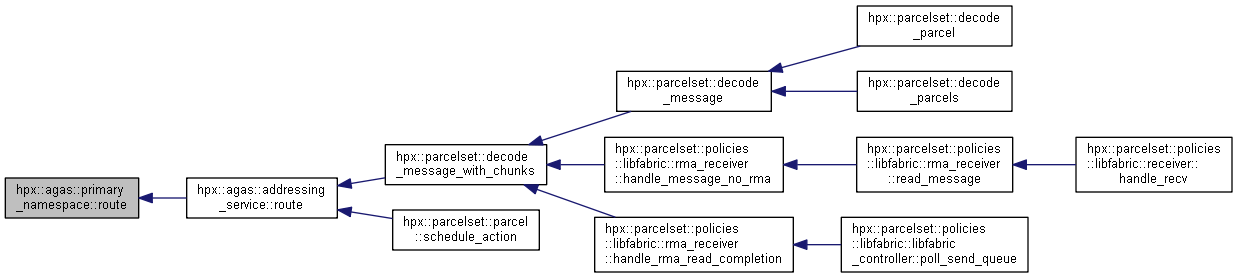 hpx::agas::primary
_namespace::route
hpx::agas::addressing
_service::route
hpx::parcelset::decode
_message_with_chunks
hpx::parcelset::parcel
::schedule_action
hpx::parcelset::decode
_message
hpx::parcelset::policies
::libfabric::rma_receiver
::handle_message_no_rma
hpx::parcelset::policies
::libfabric::rma_receiver
::handle_rma_read_completion
hpx::parcelset::decode
_parcel
hpx::parcelset::decode
_parcels
hpx::parcelset::policies
::libfabric::rma_receiver
::read_message
hpx::parcelset::policies
::libfabric::libfabric
_controller::poll_send_queue
hpx::parcelset::policies
::libfabric::receiver::
handle_recv